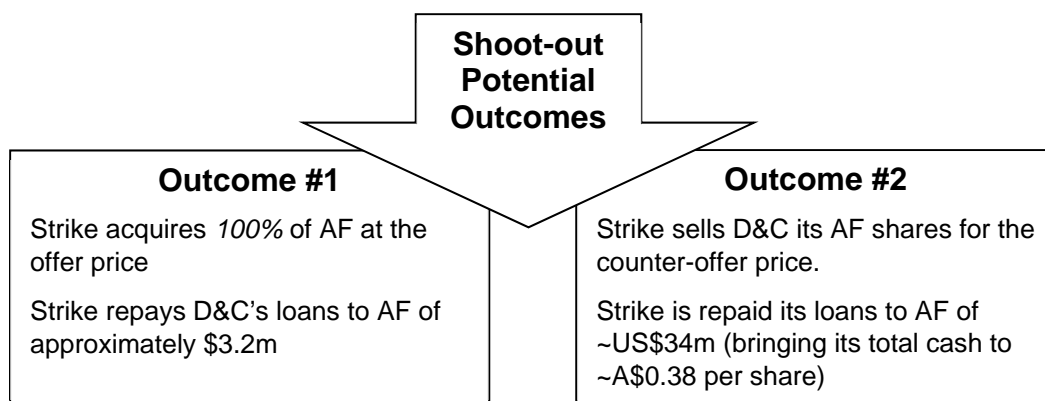 Shoot-out
Potential
Outcomes
Outcome #1
Strike acquires 100% of AF at the
offer price
Strike repays D&C’s loans to AF of
approximately $3.2m
Outcome #2
Strike sells D&C its AF shares for the
counter-offer price.
Strike is repaid its loans to AF of
~US$34m (bringing its total cash to
~A$0.38 per share)